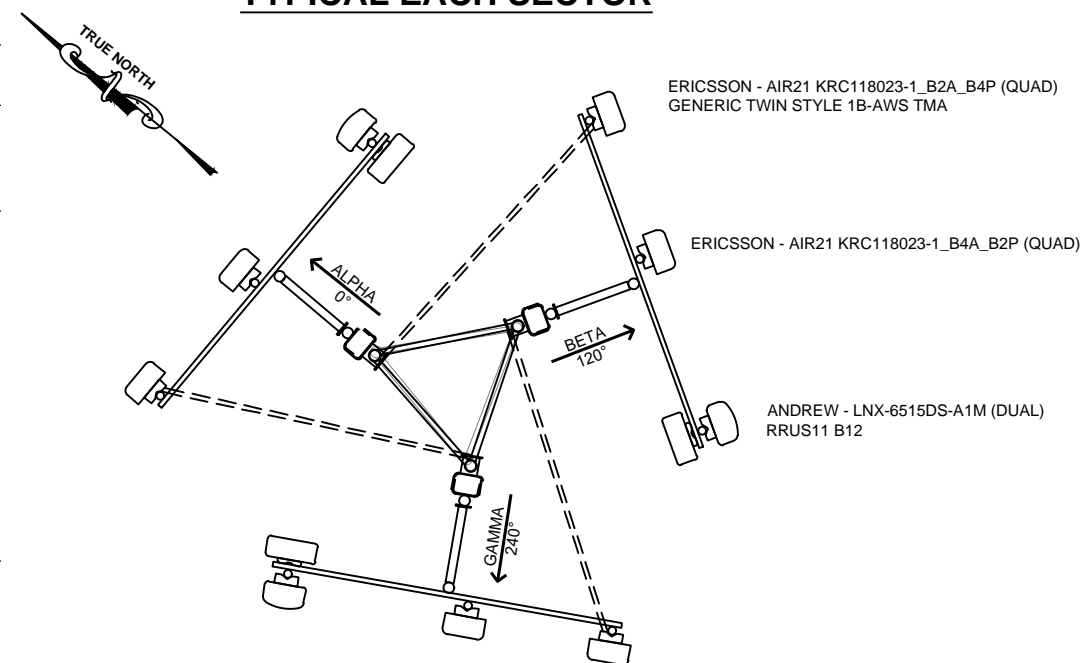 TYPICAL EACH SECTOR
TRUE NORTH
ERICSSON - AIR21 KRC118023-1_B2A_B4P (QUAD)
GENERIC TWIN STYLE 1B-AWS TMA
ERICSSON - AIR21 KRC118023-1_B4A_B2P (QUAD)
ALPHA
0°
BETA
120°
ANDREW - LNX-6515DS-A1M (DUAL)
RRUS11 B12
GAMMA
240°